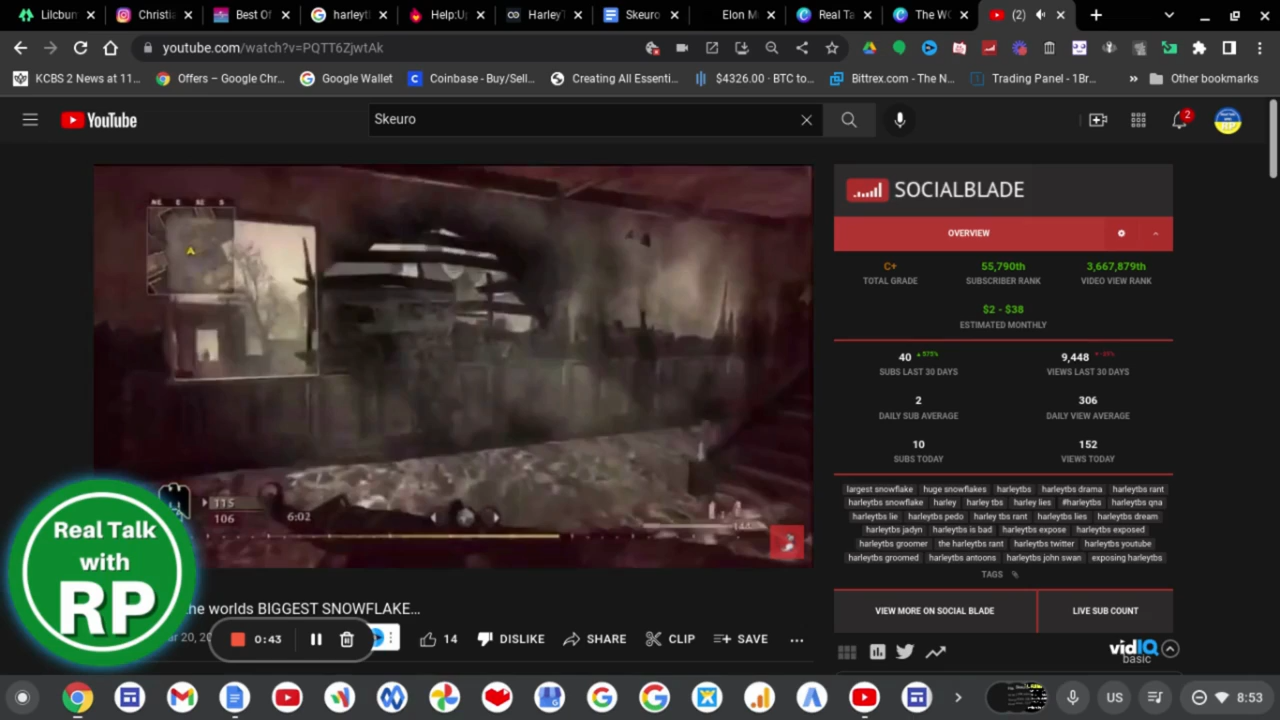 Lilcbun
Christia
Best Of
harleyt
Help:U
HarleyT
Skeuro
Elon M
Real Ta
The W
(2)
youtube.com/watch?v=PQTT6ZjwtAk
KCBS 2 News at 11...
Offers – Google Chr...
Google Wallet
Coinbase - Buy/Sell...
Creating All Essenti...
$4326.00 · BTC to...
Bittrex.com - The N...
Trading Panel - 1Br...
»
Other bookmarks
YouTube
Skeuro
2
RP
SOCIALBLADE
OVERVIEW
C+
TOTAL GRADE
55,790th
SUBSCRIBER RANK
3,667,879th
VIDEO VIEW RANK
$2 - $38
ESTIMATED MONTHLY
40
SUBS LAST 30 DAYS
9,448
VIEWS LAST 30 DAYS
2
DAILY SUB AVERAGE
306
DAILY VIEW AVERAGE
10
SUBS TODAY
152
VIEWS TODAY
largest snowflake huge snowflakes harleytbs harleytbs drama harleytbs rant
harleytbs snowflake harley harley tbs harley lies #harleytbs harleytbs qna
harleytbs lie harleytbs pedo harley tbs rant harleytbs lies harleytbs dream
harleytbs jadyn harleytbs is bad harleytbs expose harleytbs exposed
harleytbs groomer the harleytbs rant harleytbs twitter harleytbs youtube
harleytbs groomed harleytbs antoons harleytbs john swan exposing harleytbs
TAGS
VIEW MORE ON SOCIAL BLADE
LIVE SUB COUNT
vidIQ
basic
115
106
6:02
Real Talk
with
RP
the worlds BIGGEST SNOWFLAKE...
20, 20
0:43
14
DISLIKE
SHARE
CLIP
SAVE
US
8:53